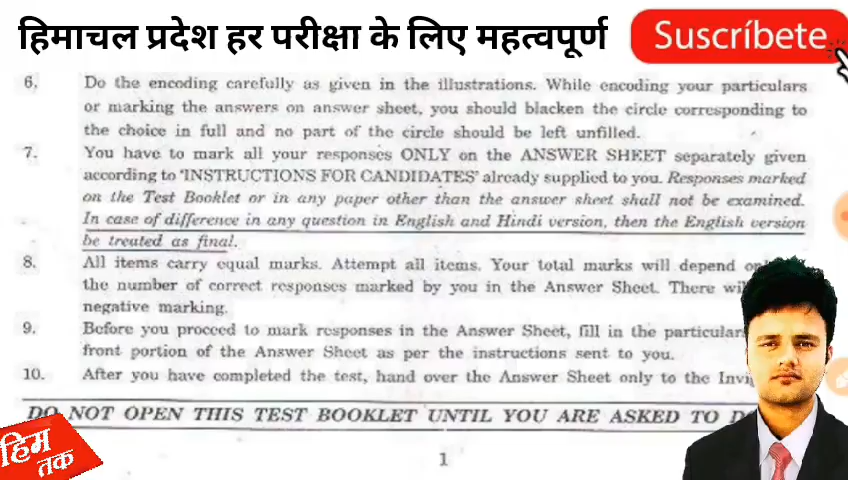 हिमाचल प्रदेश हर परीक्षा के लिए महत्वपूर्ण
Suscríbete
6. Do the encoding carefully as given in the illustrations. While encoding your particulars
or marking the answers on answer sheet, you should blacken the circle corresponding to
the choice in full and no part of the circle should be left unfilled.
7. You have to mark all your responses ONLY on the ANSWER SHEET separately given
according to 'INSTRUCTIONS FOR CANDIDATES' already supplied to you. Responses marked
on the Test Booklet or in any paper other than the answer sheet shall not be examined.
In case of difference in any question in English and Hindi version, then the English version
be treated as final.
8. All items carry equal marks. Attempt all items. Your total marks will depend
the number of correct responses marked by you in the Answer Sheet. There
negative marking.
9. Before you proceed to mark responses in the Answer Sheet, fill in the
front portion of the Answer Sheet as per the instructions sent to you.
10. After you have completed the test, hand over the Answer Sheet only to the
DO NOT OPEN THIS TEST BOOKLET UNTIL YOU ARE ASKED TO
1
हिम
तक